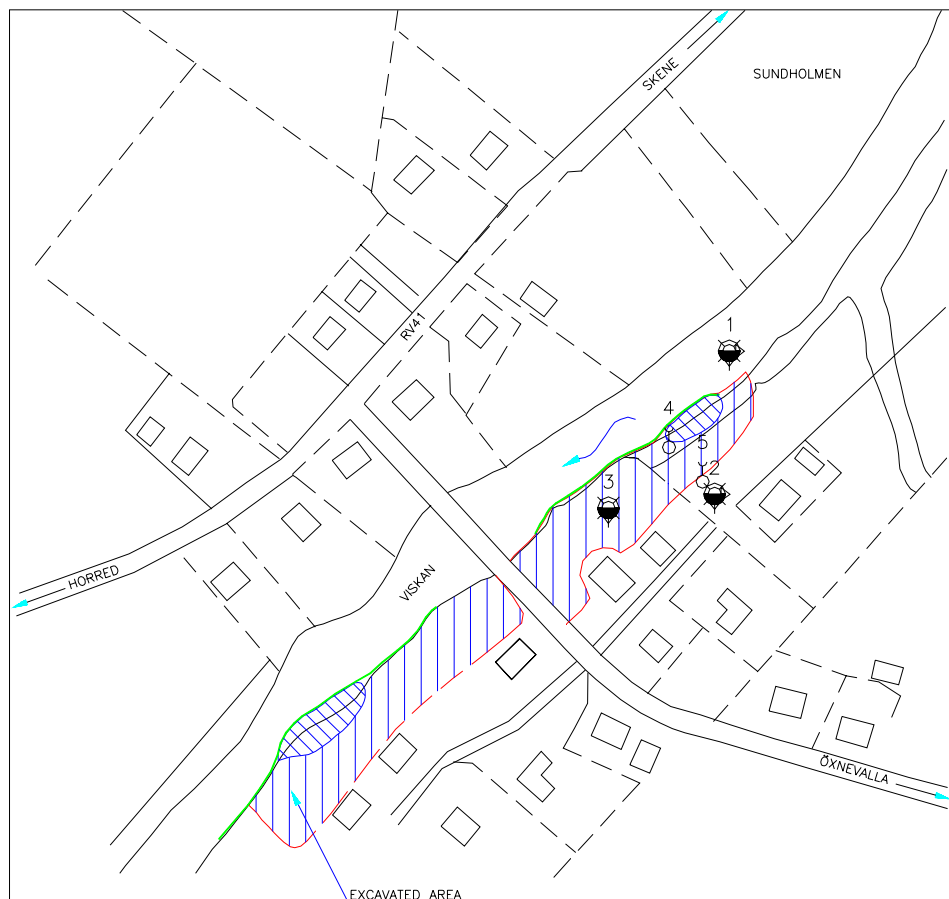 SUNDHOLMEN
SKENE
RV41
1
4
5
2
3
HORRED
VISKAN
ÖXNEVALLA
EXCAVATED AREA